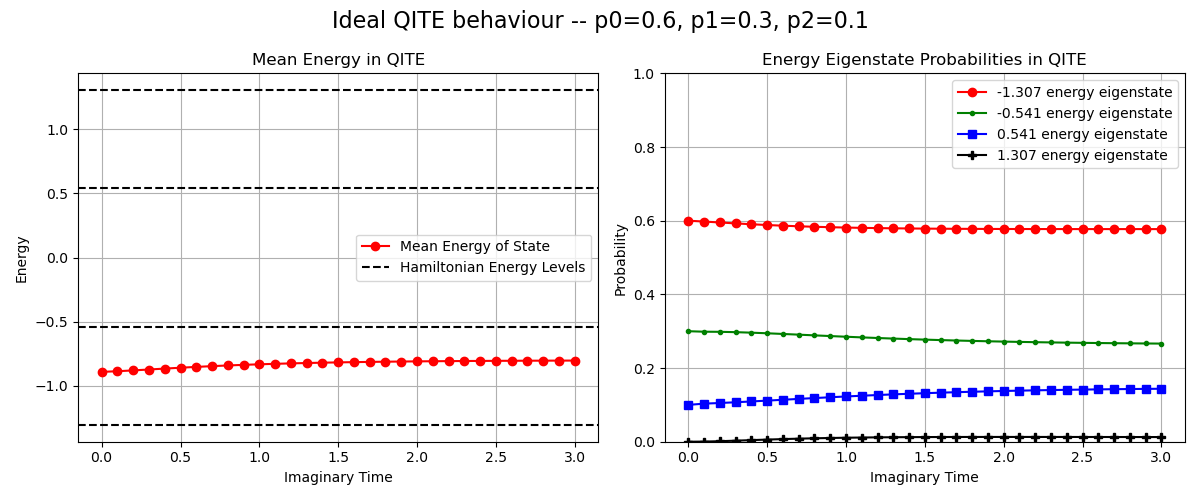 Ideal QITE behaviour -- p0=0.6, p1=0.3, p2=0.1
Mean Energy in QITE
Energy
1.0
0.5
0.0
−0.5
−1.0
Mean Energy of State
Hamiltonian Energy Levels
0.0 0.5 1.0 1.5 2.0 2.5 3.0
Imaginary Time
Energy Eigenstate Probabilities in QITE
Probability
1.0
0.8
0.6
0.4
0.2
0.0
-1.307 energy eigenstate
-0.541 energy eigenstate
0.541 energy eigenstate
1.307 energy eigenstate
0.0 0.5 1.0 1.5 2.0 2.5 3.0
Imaginary Time